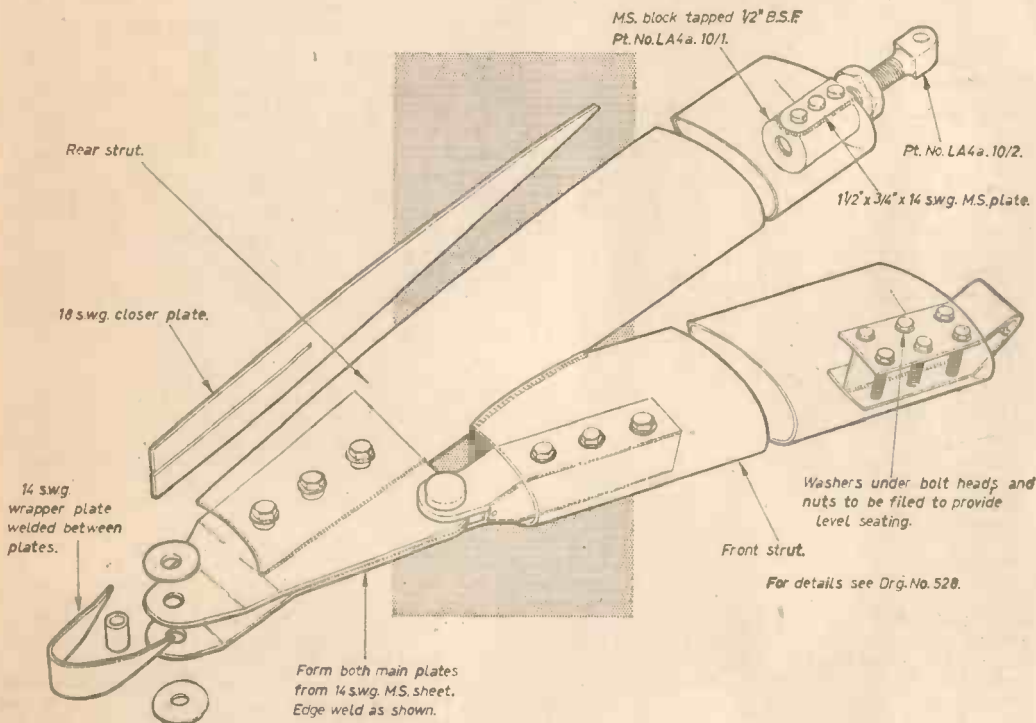 M.S. block tapped 1/2" B.S.F.
Pt. No. LA4a. 10/1.
Pt. No. LA4a. 10/2.
1 1/2" x 3/4" x 14 s.w.g. M.S. plate.
Rear strut.
18 s.w.g. closer plate.
14 s.w.g.
wrapper plate
welded between
plates.
Washers under bolt heads and
nuts to be filed to provide
level seating.
Front strut.
For details see Drg. No. 528.
Form both main plates
from 14 s.w.g. M.S. sheet.
Edge weld as shown.